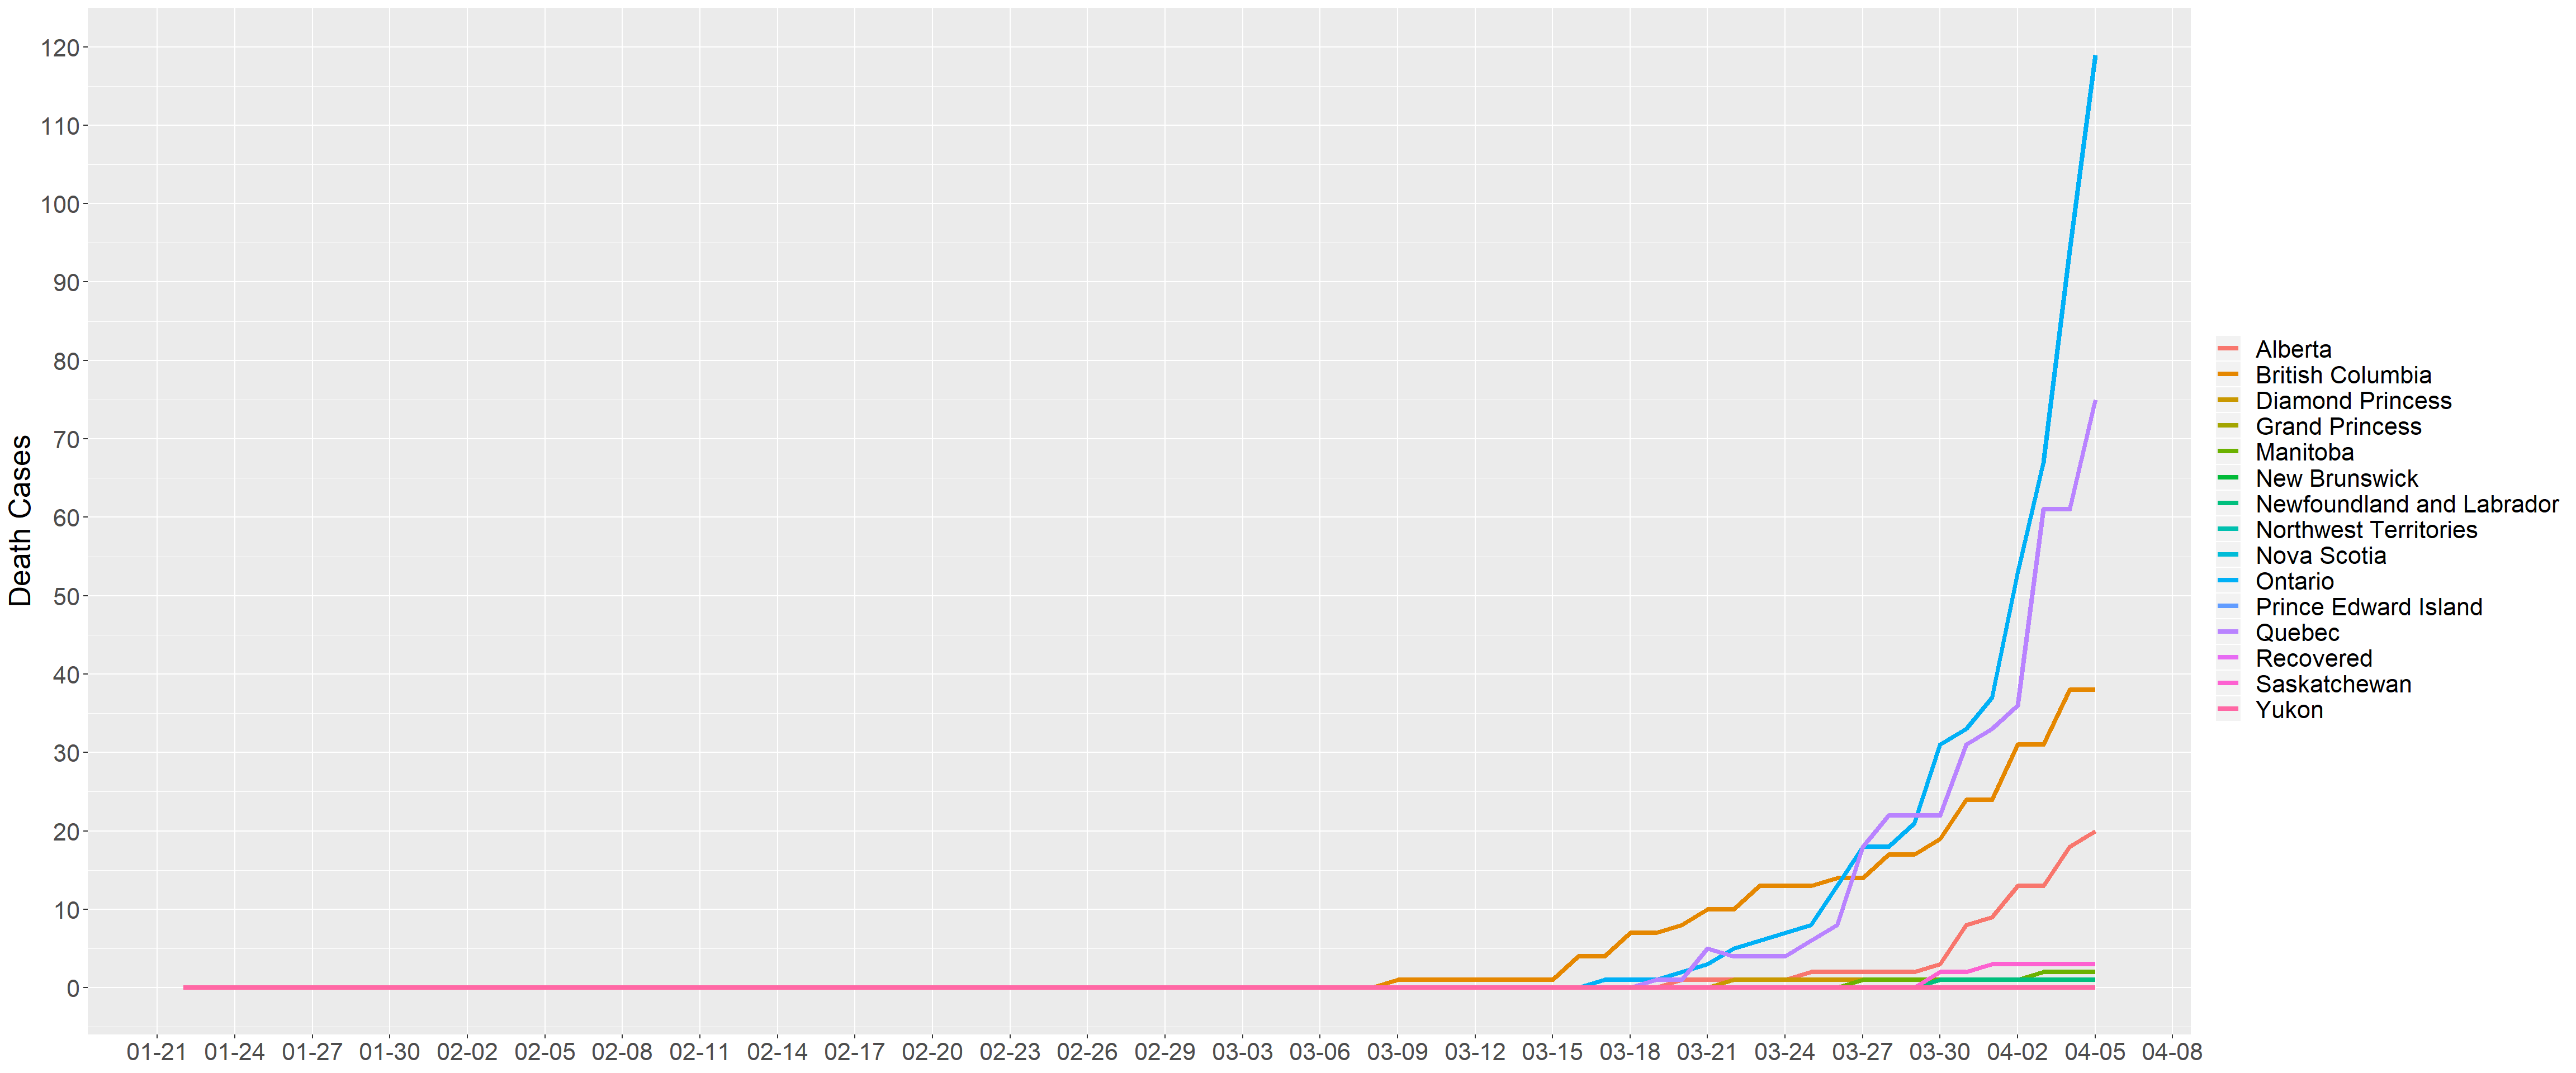 Death Cases
120
110
100
90
80
70
60
50
40
30
20
10
0
01-21 01-24 01-27 01-30 02-02 02-05 02-08 02-11 02-14 02-17 02-20 02-23 02-26 02-29 03-03 03-06 03-09 03-12 03-15 03-18 03-21 03-24 03-27 03-30 04-02 04-05 04-08
Alberta
British Columbia
Diamond Princess
Grand Princess
Manitoba
New Brunswick
Newfoundland and Labrador
Northwest Territories
Nova Scotia
Ontario
Prince Edward Island
Quebec
Recovered
Saskatchewan
Yukon